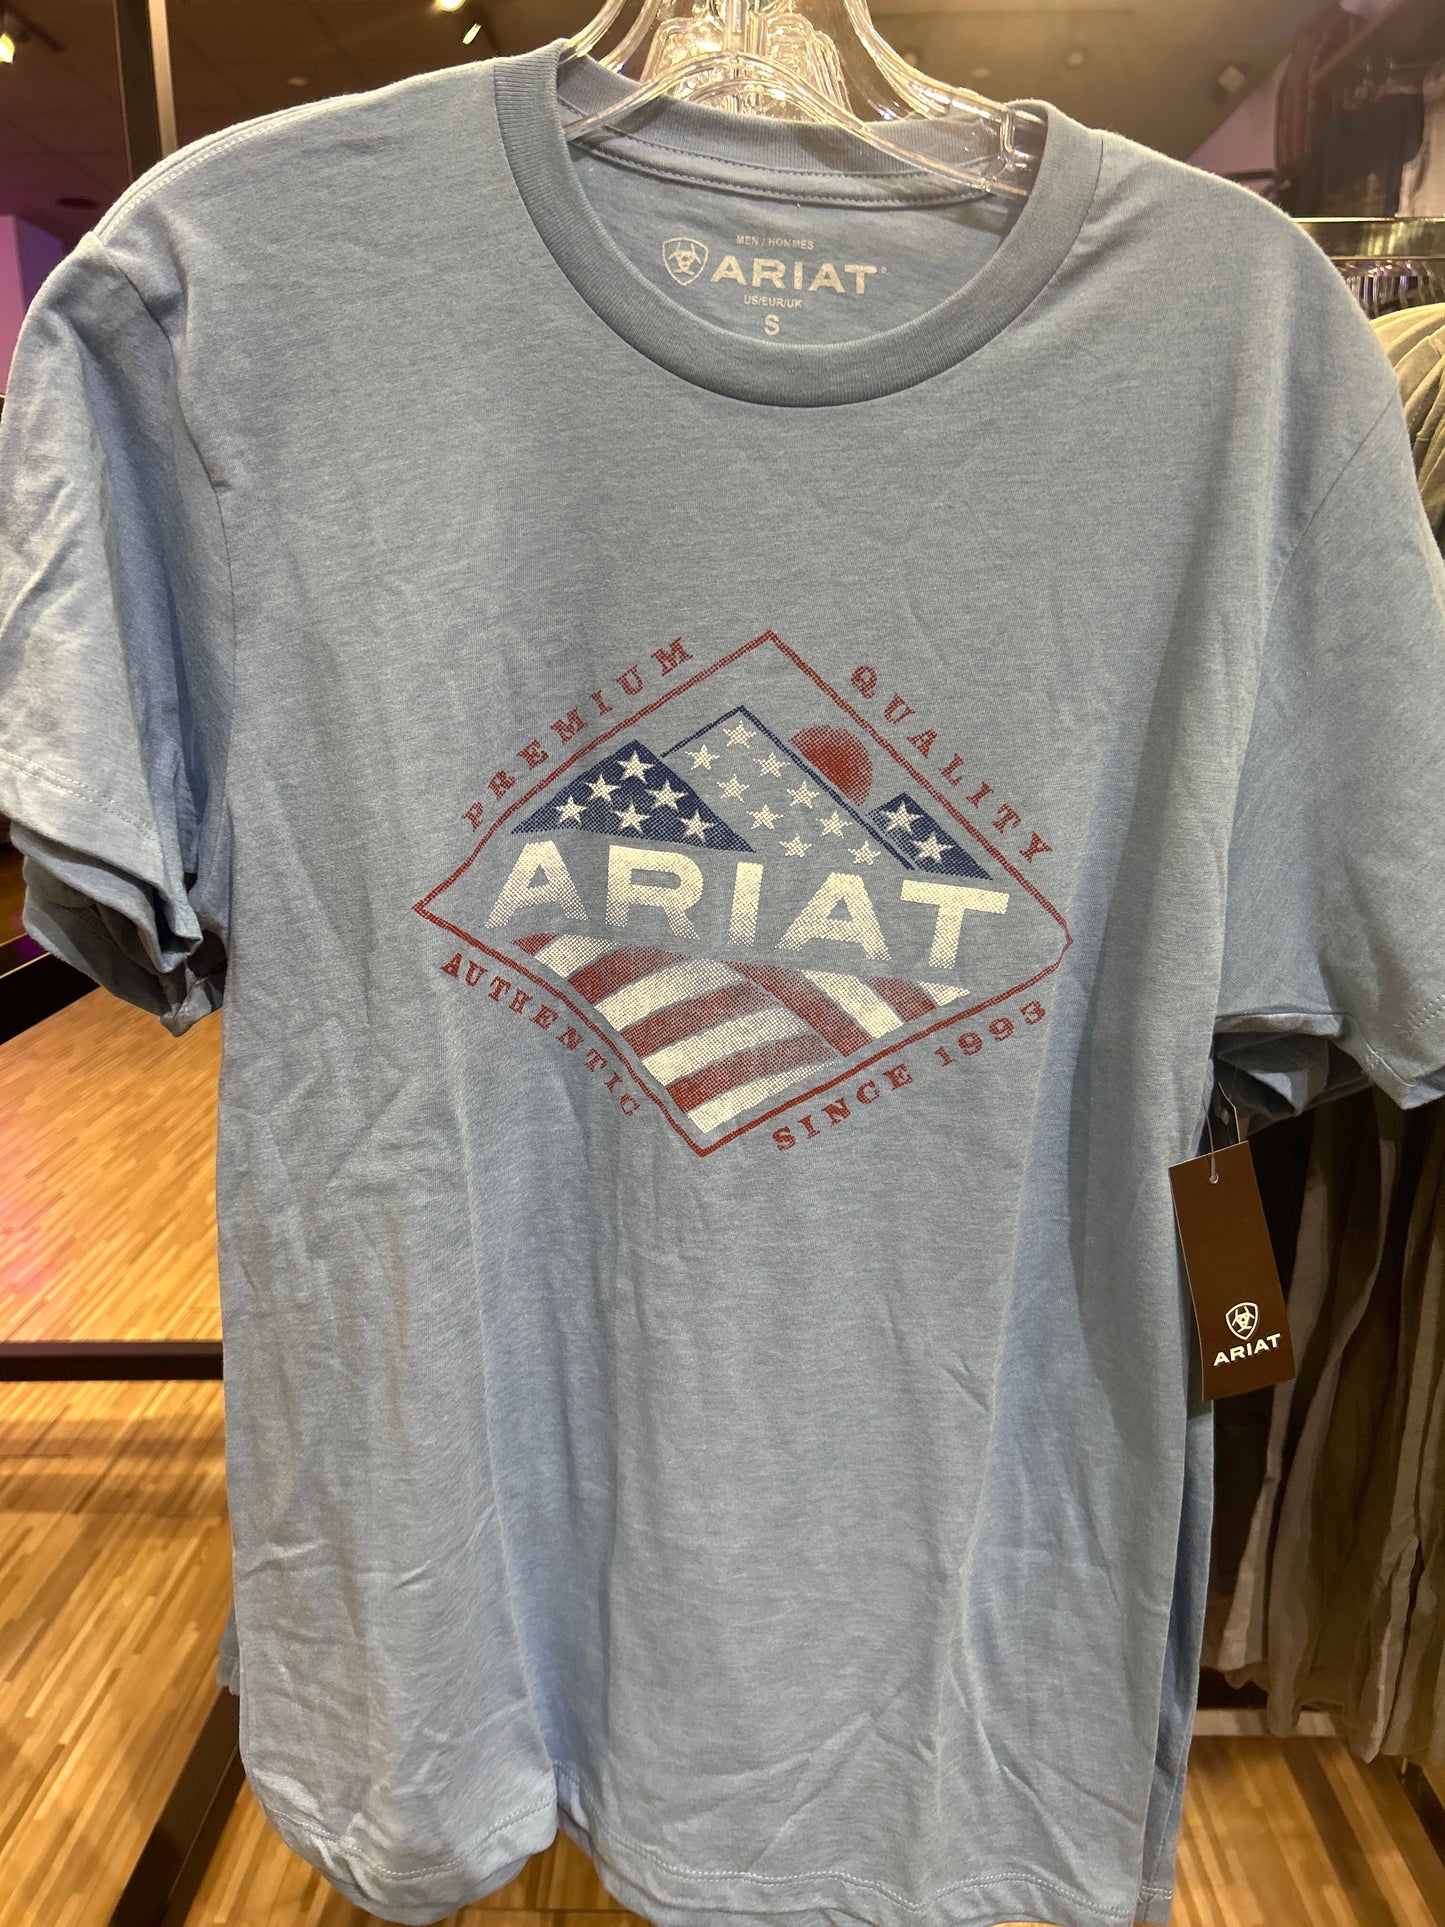 MEN / HOMMES
ARIAT
US/EUR/UK
S
PREMIUM QUALITY
ARIAT
AUTHENTIC SINCE 1993
ARIAT